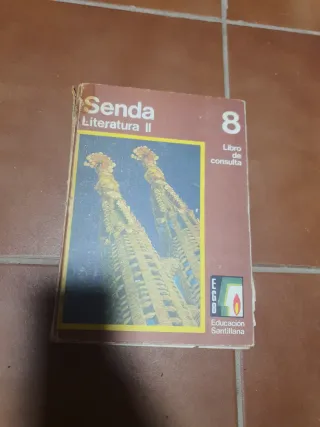 Senda
Literatura II
8
Libro
de
consulta
EGB
Educación
Santillana